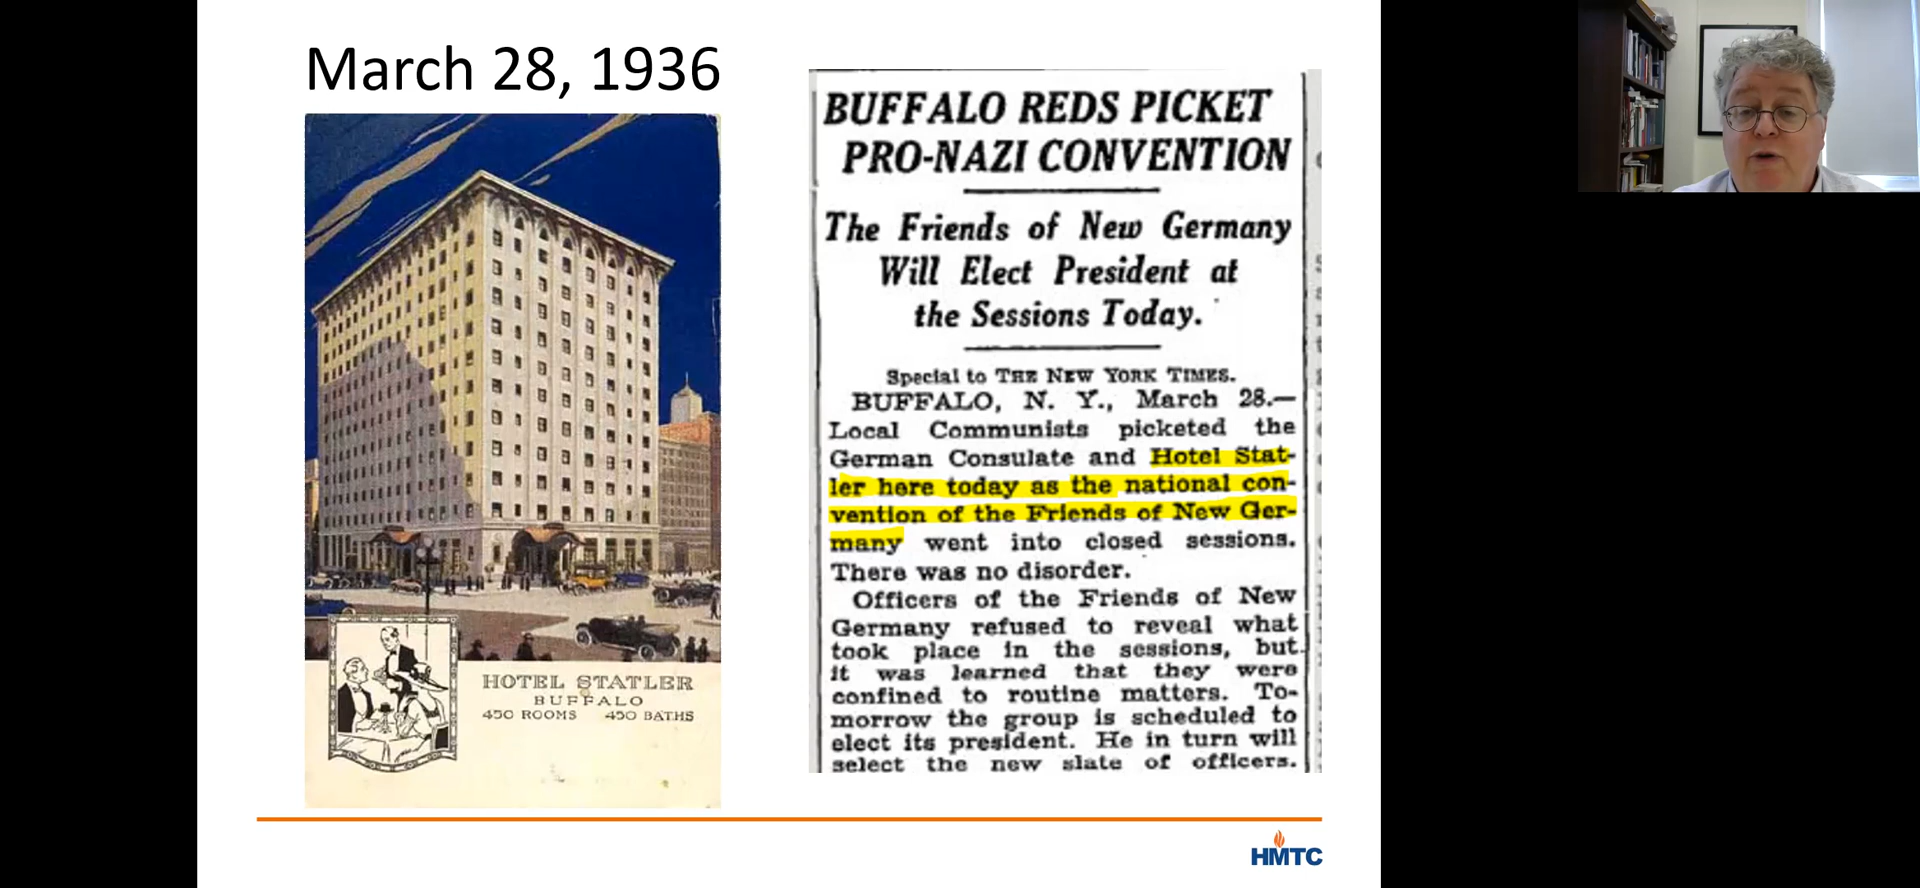 March 28, 1936
HOTEL STATLER
BUFFALO
450 ROOMS 450 BATHS
BUFFALO REDS PICKET
PRO-NAZI CONVENTION
The Friends of New Germany
Will Elect President at
the Sessions Today.
Special to THE NEW YORK TIMES.
BUFFALO, N. Y., March 28.—
Local Communists picketed the
German Consulate and Hotel Stat-
ler here today as the national con-
vention of the Friends of New Ger-
many went into closed sessions.
There was no disorder.
Officers of the Friends of New
Germany refused to reveal what
took place in the sessions, but
it was learned that they were
confined to routine matters. To-
morrow the group is scheduled to
elect its president. He in turn will
select the new slate of officers.
HMTC